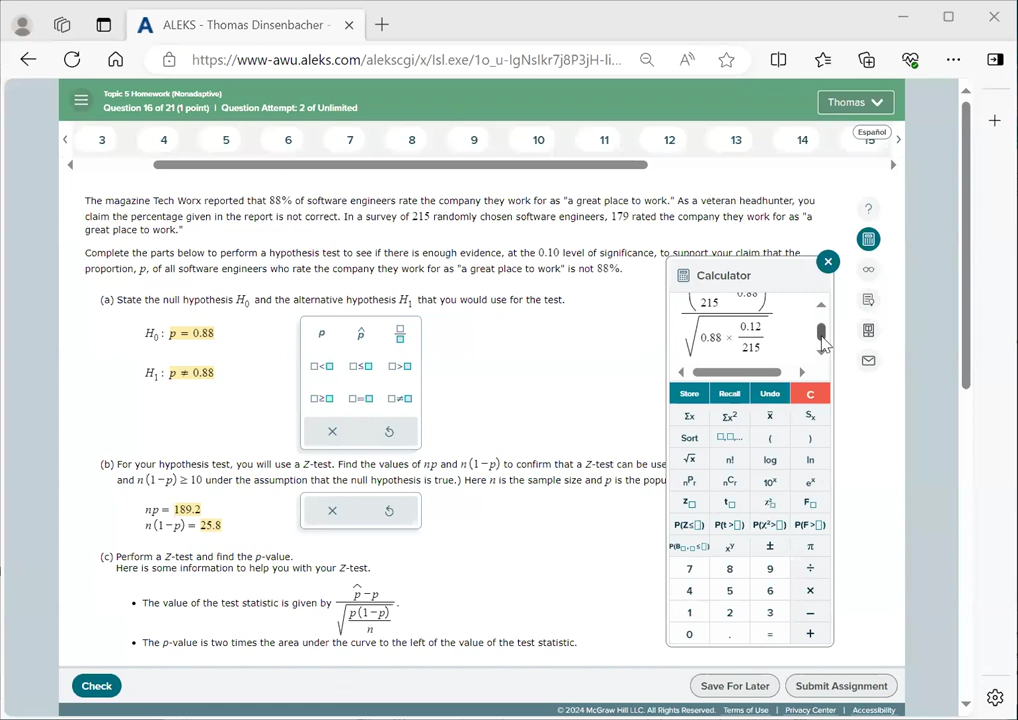 ALEKS - Thomas Dinsenbacher -
https://www-awu.aleks.com/alekscgi/x/Isl.exe/1o_u-IgNslkr7j8P3jH-Ii...
Topic 5 Homework (Nonadaptive)
Question 16 of 21 (1 point) | Question Attempt: 2 of Unlimited
Thomas
Español
3 4 5 6 7 8 9 10 11 12 13 14 15
The magazine Tech Worx reported that 88% of software engineers rate the company they work for as "a great place to work." As a veteran headhunter, you
claim the percentage given in the report is not correct. In a survey of 215 randomly chosen software engineers, 179 rated the company they work for as "a
great place to work."
Complete the parts below to perform a hypothesis test to see if there is enough evidence, at the 0.10 level of significance, to support your claim that the
proportion, p, of all software engineers who rate the company they work for as "a great place to work" is not 88%.
(a) State the null hypothesis H0 and the alternative hypothesis H1 that you would use for the test.
H0 : p = 0.88
H1 : p ≠ 0.88
p p̂ □/□
□<□ □≤□ □>□
□≥□ □=□ □≠□
(b) For your hypothesis test, you will use a Z-test. Find the values of np and n(1−p) to confirm that a Z-test can be use
and n(1−p) ≥ 10 under the assumption that the null hypothesis is true.) Here n is the sample size and p is the popu
np = 189.2
n(1−p) = 25.8
(c) Perform a Z-test and find the p-value.
Here is some information to help you with your Z-test.
• The value of the test statistic is given by (p̂−p)/√(p(1−p)/n).
• The p-value is two times the area under the curve to the left of the value of the test statistic.
Calculator
215 0.88
√(0.88 × 0.12/215)
Store Recall Undo C
Σx Σx² x̄ Sx
Sort □,□,... ( )
√x n! log ln
nPr nCr 10ˣ eˣ
Z□ t□ χ²□ F□
P(Z≤□) P(t>□) P(χ²>□) P(F>□)
P(B□,□≤□) xʸ ± π
7 8 9 ÷
4 5 6 ×
1 2 3 −
0 . = +
Check
Save For Later
Submit Assignment
© 2024 McGraw Hill LLC. All Rights Reserved. Terms of Use | Privacy Center | Accessibility